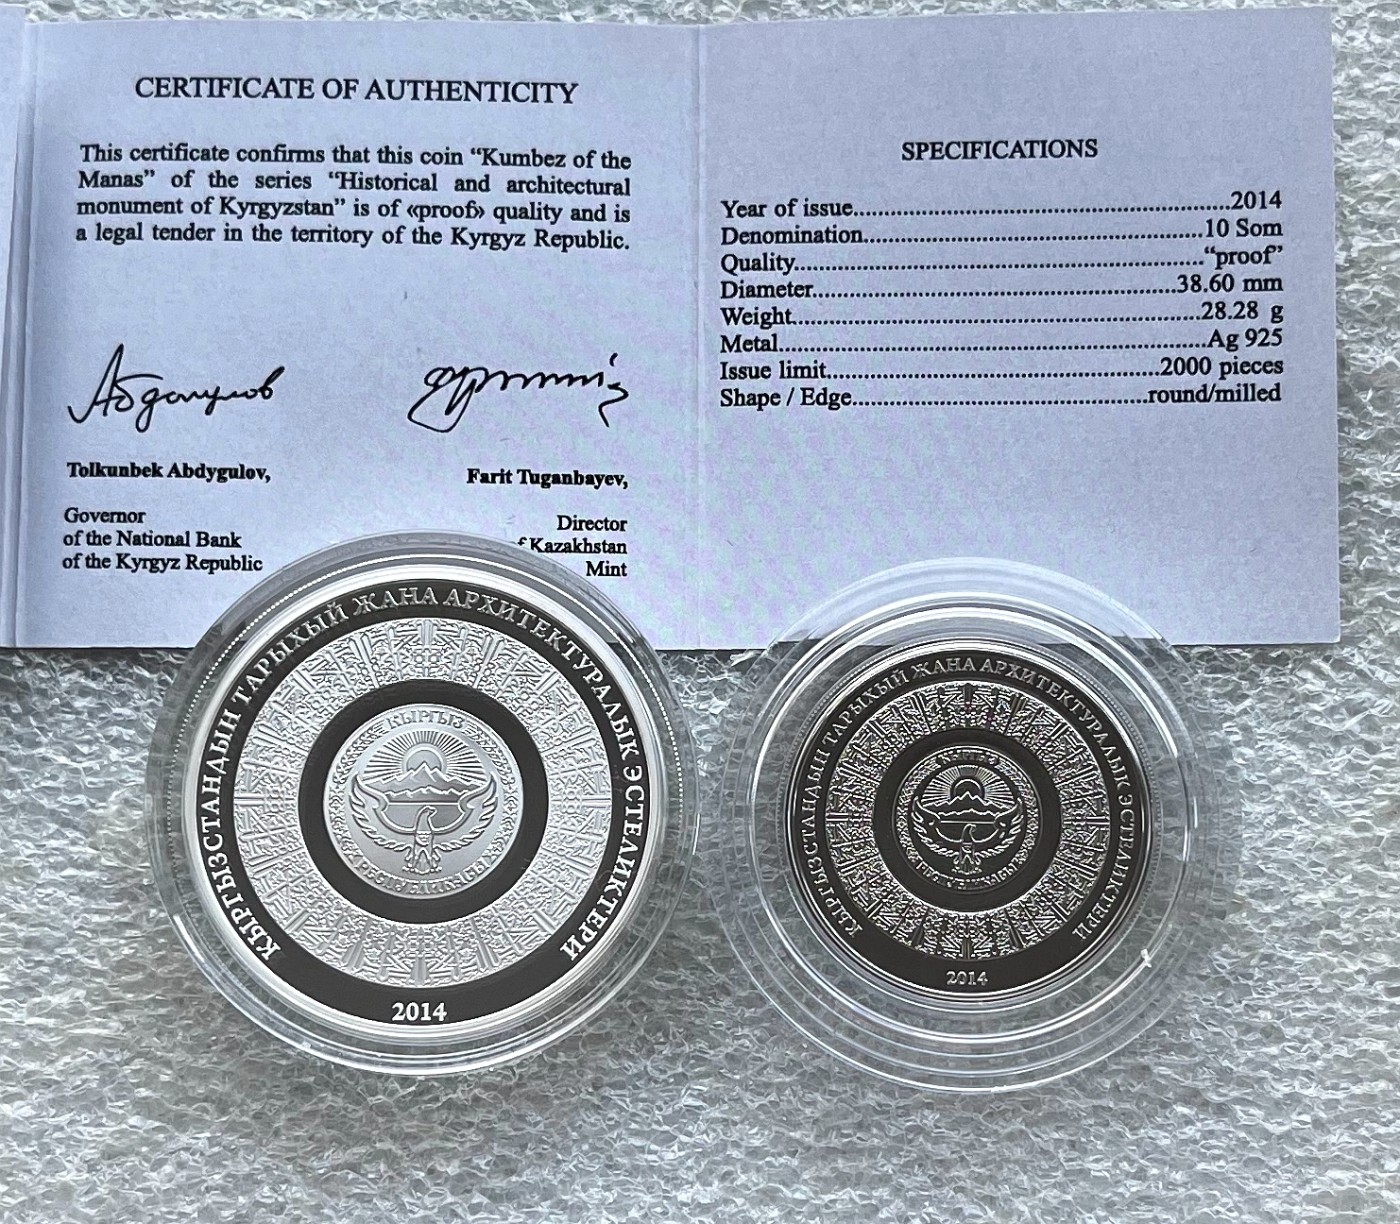 CERTIFICATE OF AUTHENTICITY
This certificate confirms that this coin “Kumbez of the
Manas” of the series “Historical and architectural
monument of Kyrgyzstan” is of «proof» quality and is
a legal tender in the territory of the Kyrgyz Republic.
Tolkunbek Abdygulov,
Governor
of the National Bank
of the Kyrgyz Republic
Farit Tuganbayev,
Director
Kazakhstan
Mint
SPECIFICATIONS
Year of issue........................................2014
Denomination........................................10 Som
Quality........................................“proof”
Diameter........................................38.60 mm
Weight........................................28.28 g
Metal........................................Ag 925
Issue limit........................................2000 pieces
Shape / Edge........................................round/milled
КЫРГЫЗСТАНДЫН ТАРЫХЫЙ ЖАНА АРХИТЕКТУРАЛЫК ЭСТЕЛИКТЕРИ
КЫРГЫЗ
РЕСПУБЛИКАСЫ
2014
КЫРГЫЗСТАНДЫН ТАРЫХЫЙ ЖАНА АРХИТЕКТУРАЛЫК ЭСТЕЛИКТЕРИ
КЫРГЫЗ
РЕСПУБЛИКАСЫ
2014